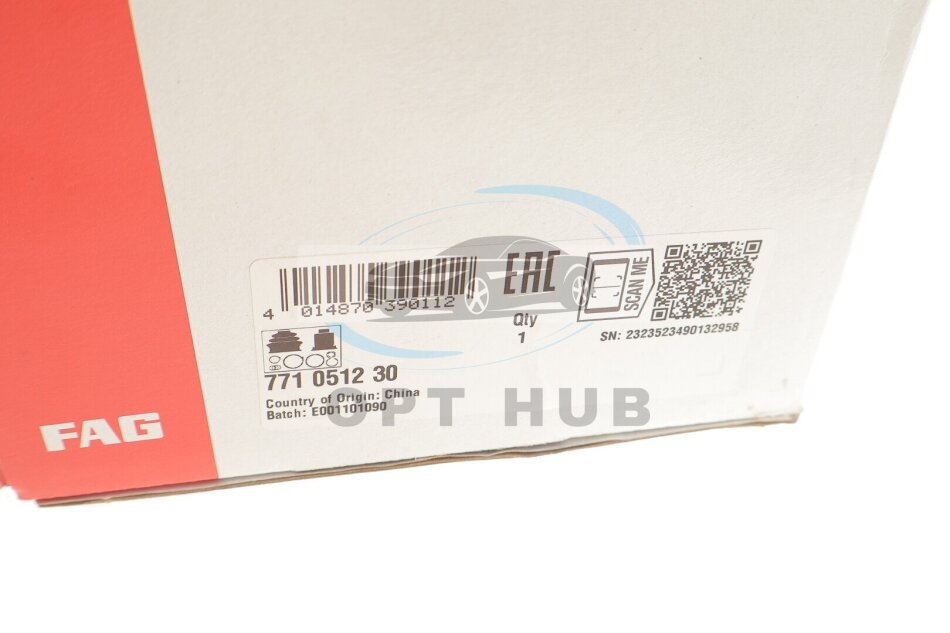 EAC
SCAN ME
4 014870 390112
Qty
1
SN: 2323523490132958
771 0512 30
Country of Origin: China
Batch: E001101090
FAG
OPT HUB